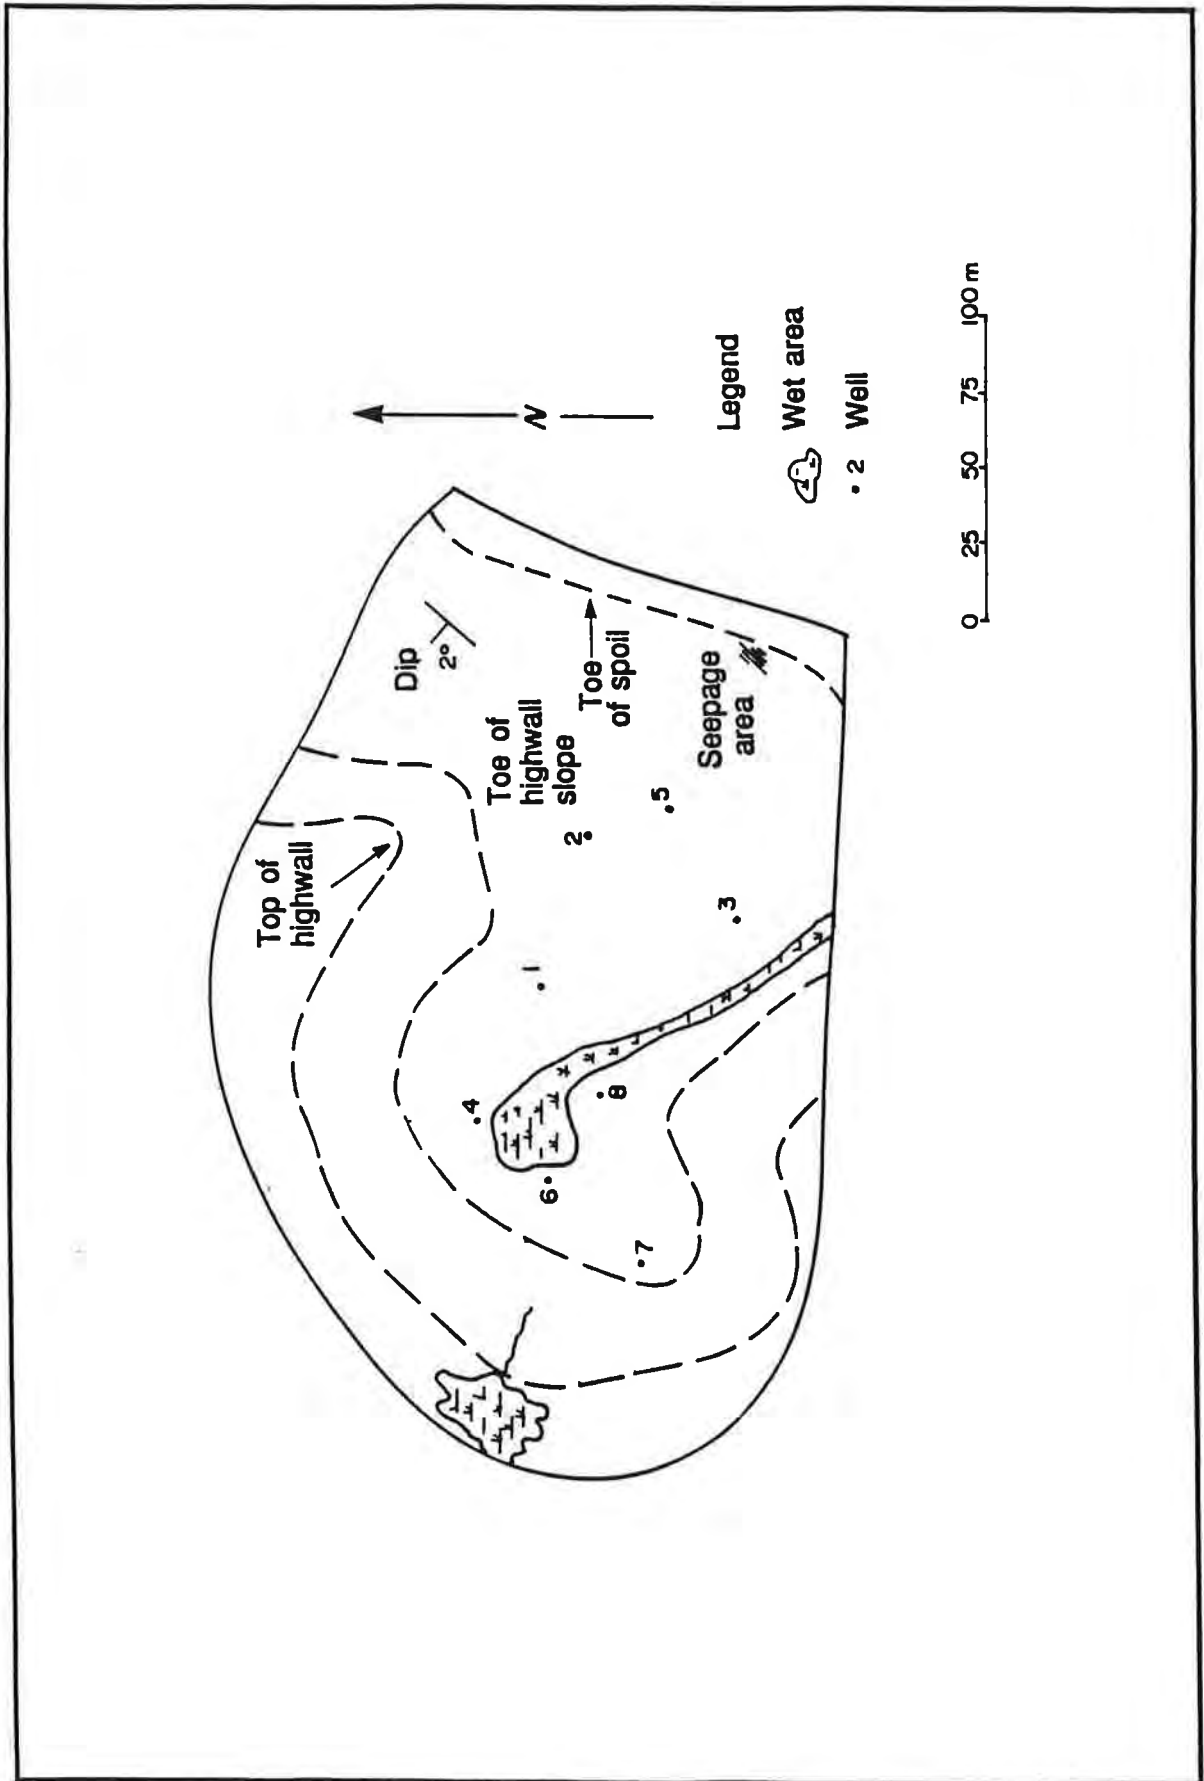 Top of
highwall
Toe of
highwall
slope
Dip
2°
Toe
of spoil
Seepage
area
1
2
3
4
5
6
7
8
N
Legend
Wet area
2 Well
0 25 50 75 100 m